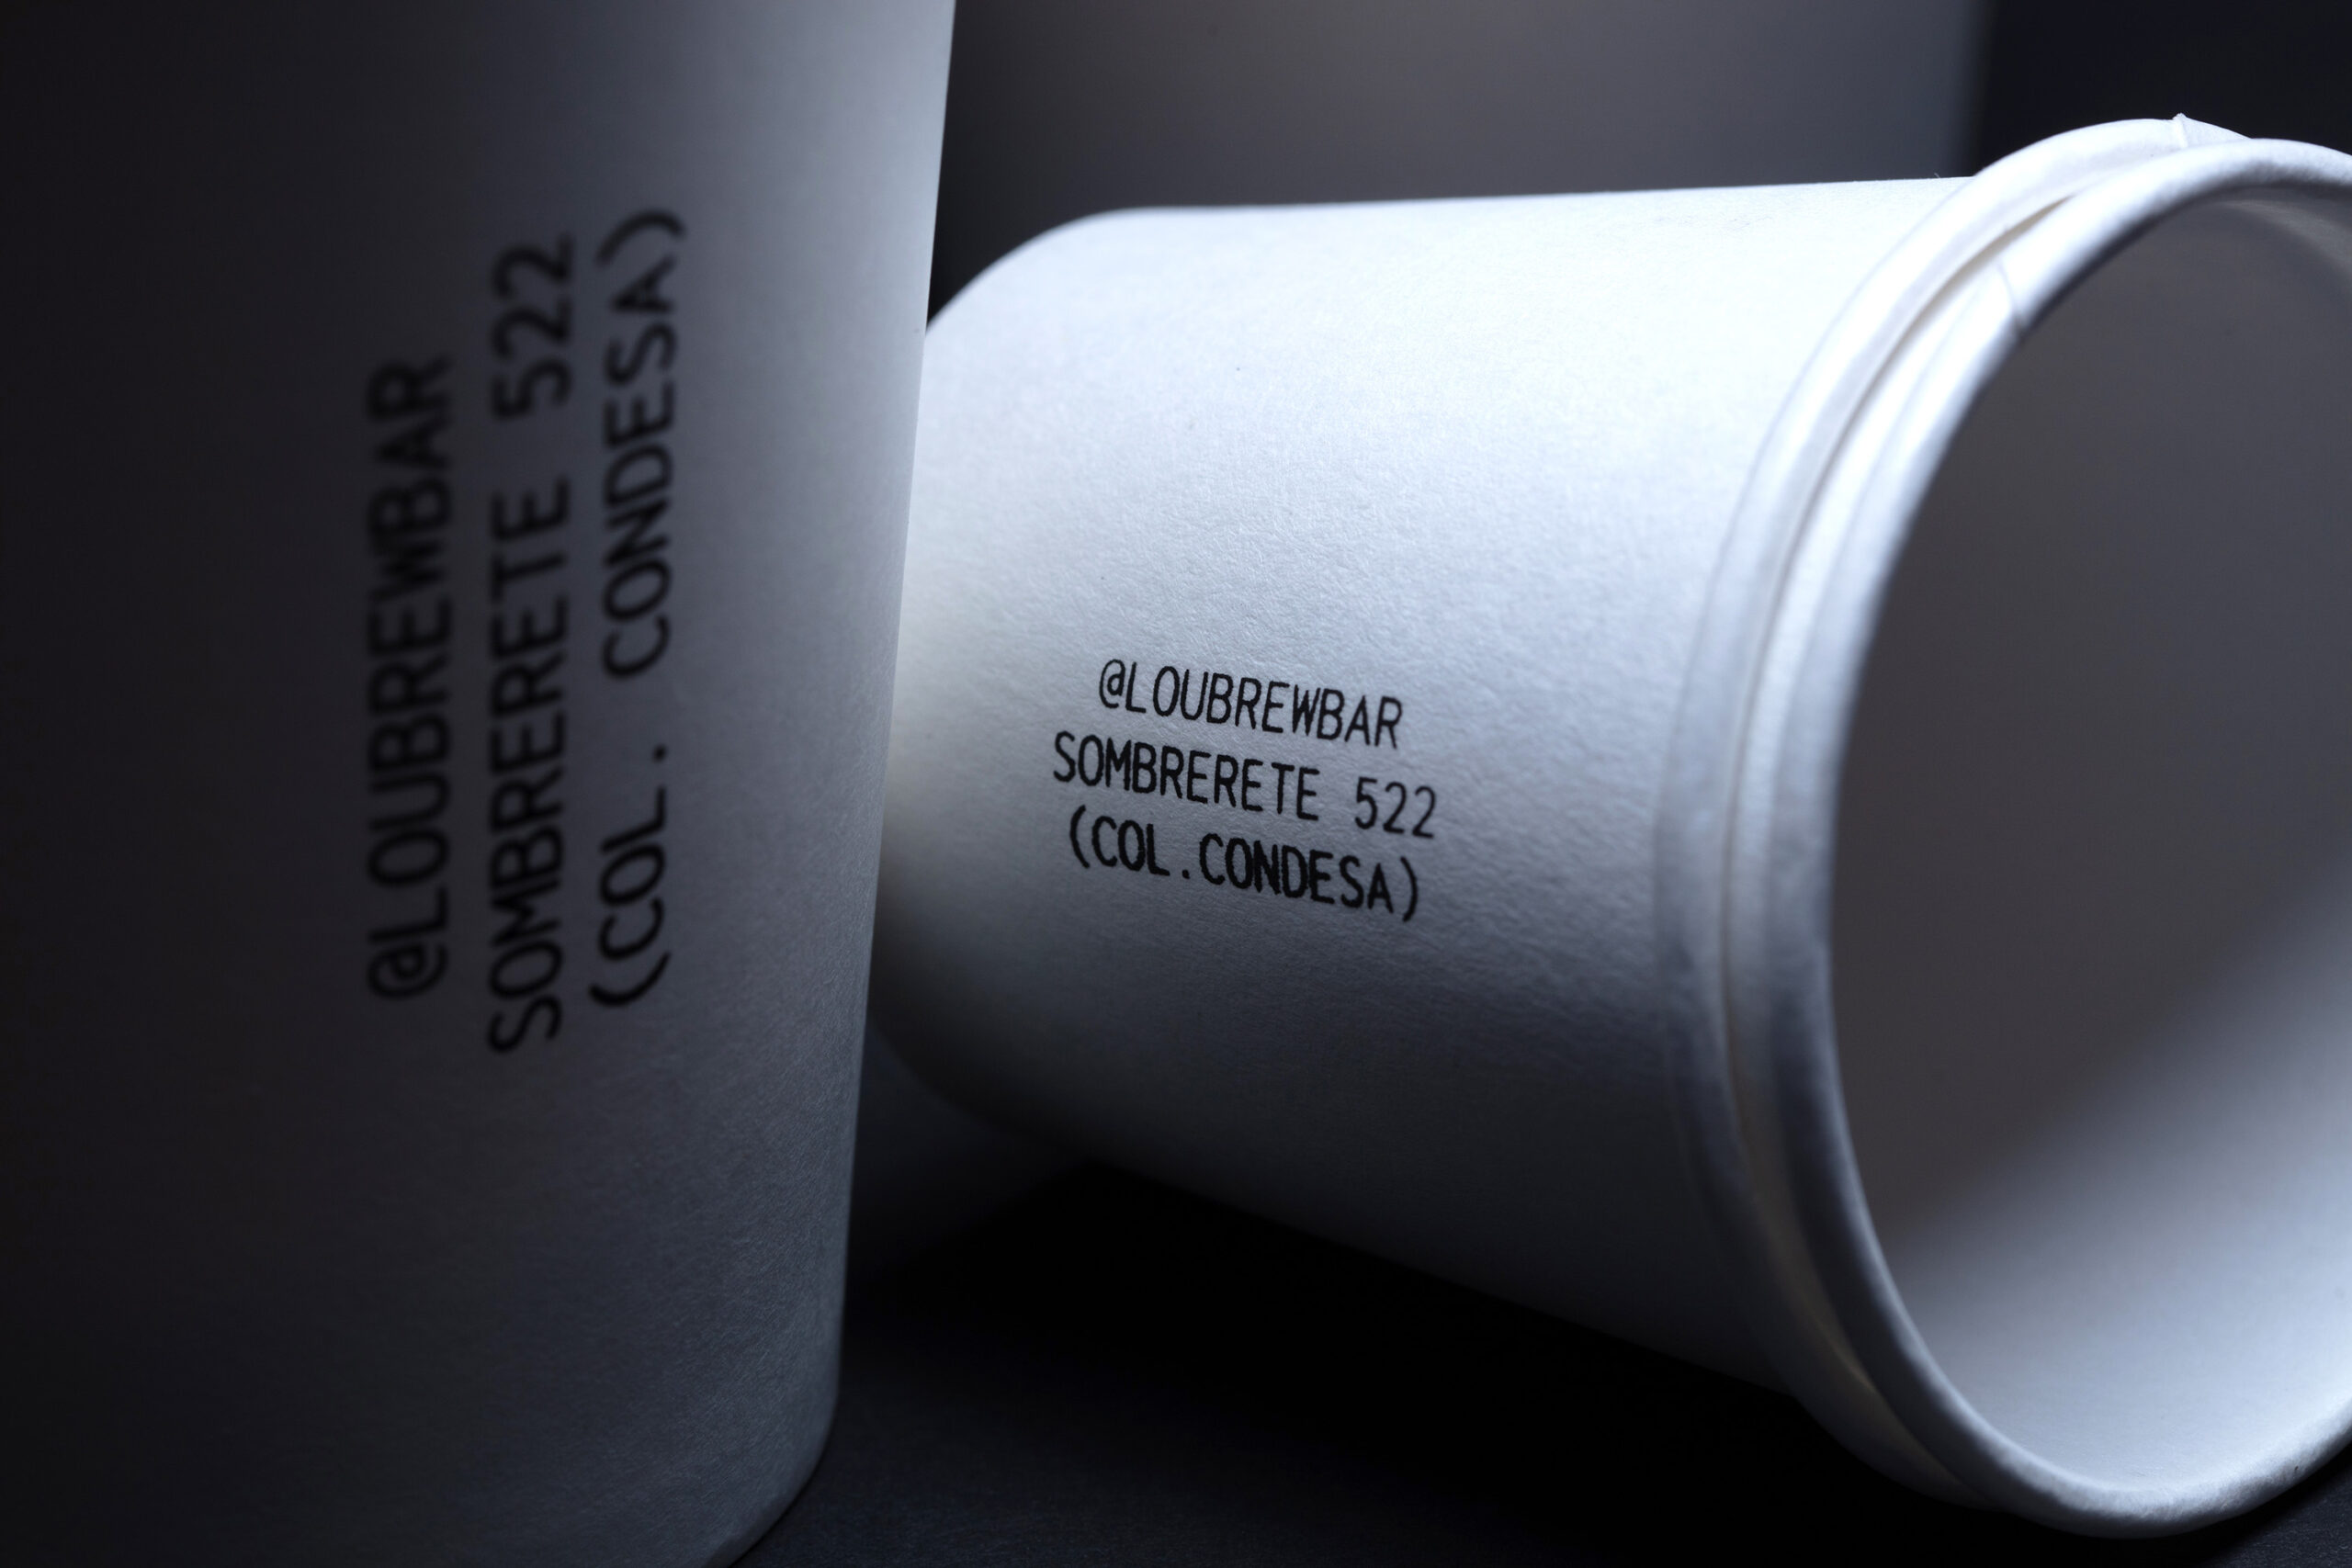 @LOUBREWBAR
SOMBRERETE 522
(COL. CONDESA)
@LOUBREWBAR
SOMBRERETE 522
(COL.CONDESA)